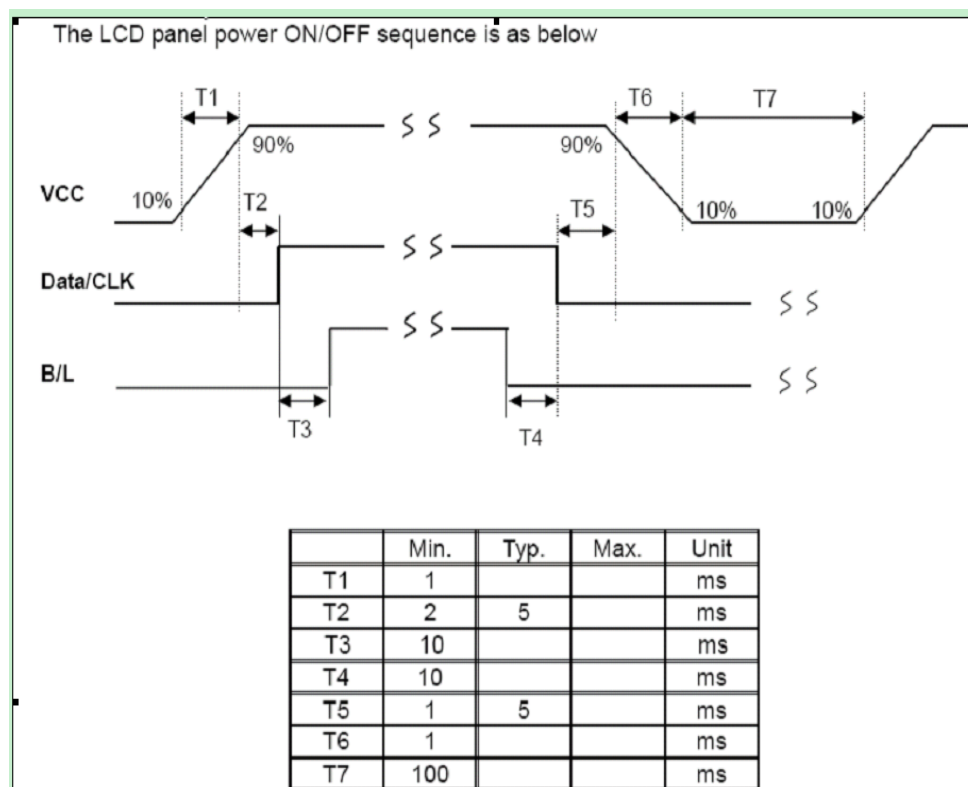 The LCD panel power ON/OFF sequence is as below
T1 T6 T7
90% 90%
VCC 10% T2 T5 10% 10%
Data/CLK
B/L
T3 T4
Min. Typ. Max. Unit
T1 1 ms
T2 2 5 ms
T3 10 ms
T4 10 ms
T5 1 5 ms
T6 1 ms
T7 100 ms